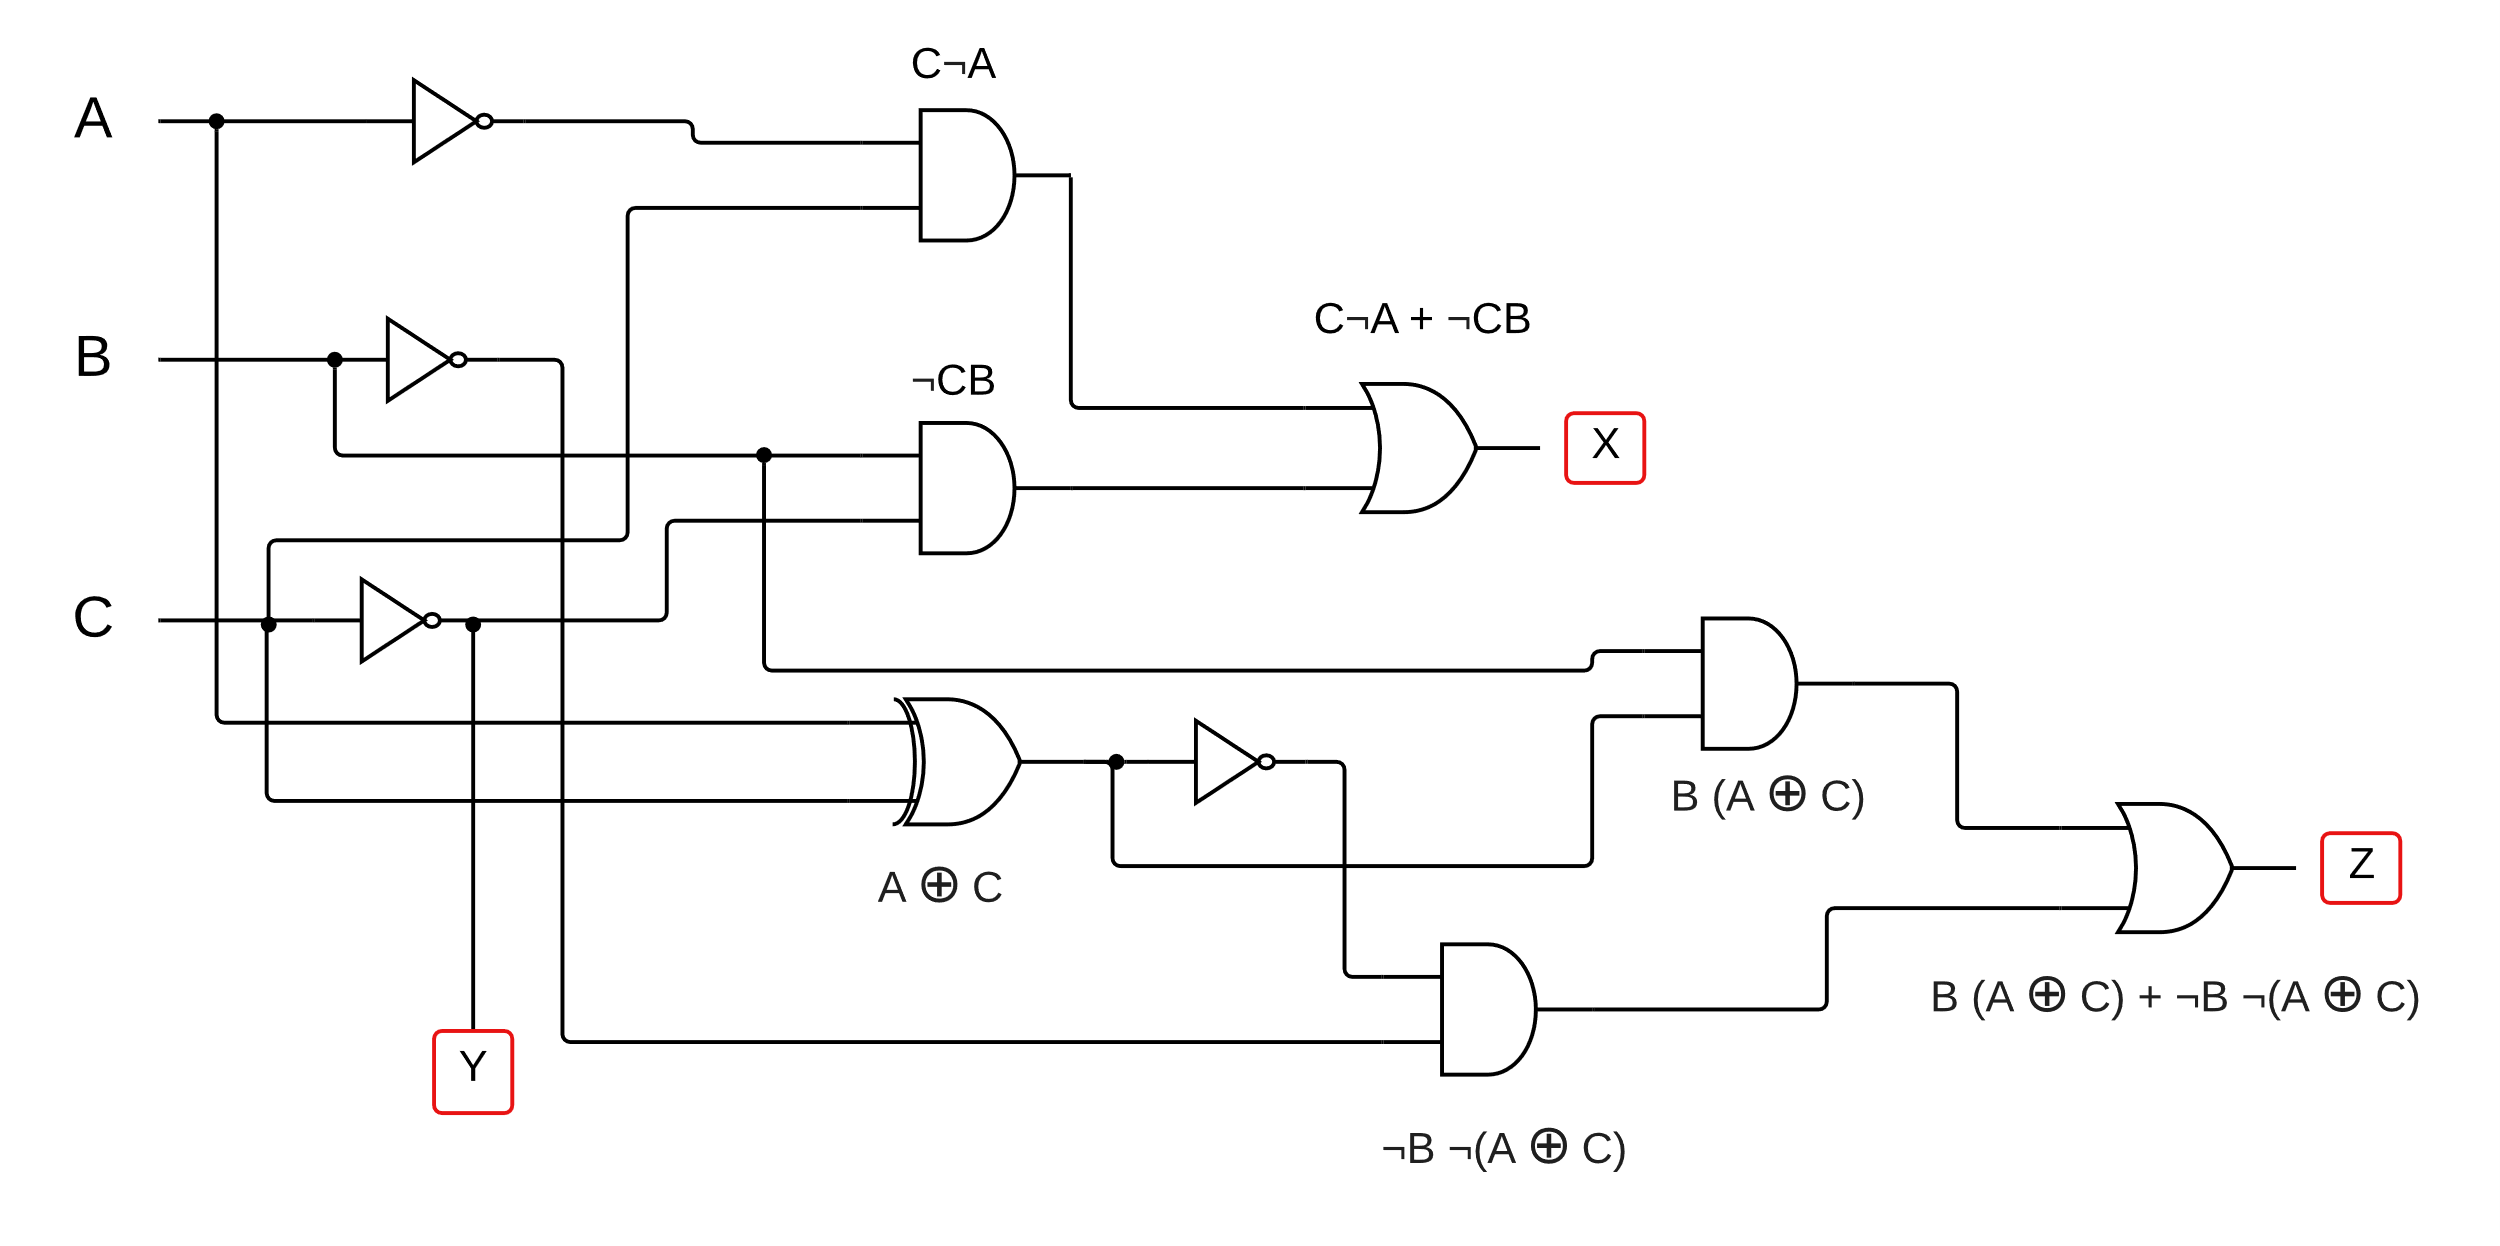 C¬A
A
C¬A + ¬CB
B
¬CB
X
C
B (A ⊕ C)
Z
A ⊕ C
B (A ⊕ C) + ¬B ¬(A ⊕ C)
Y
¬B ¬(A ⊕ C)